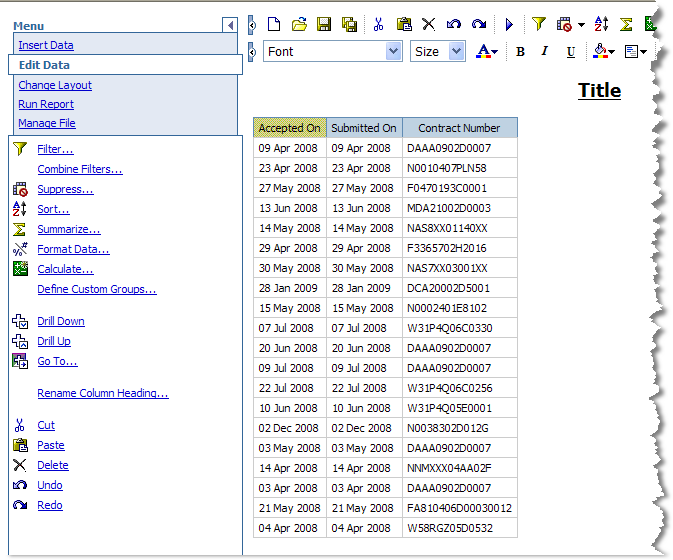 Menu
Insert Data
Edit Data
Change Layout
Run Report
Manage File
Filter...
Combine Filters...
Suppress...
Sort...
Summarize...
Format Data...
Calculate...
Define Custom Groups...
Drill Down
Drill Up
Go To...
Rename Column Heading...
Cut
Paste
Delete
Undo
Redo
Font Size A B I U
Title
Accepted On Submitted On Contract Number
09 Apr 2008 09 Apr 2008 DAAA0902D0007
23 Apr 2008 23 Apr 2008 N0010407PLN58
27 May 2008 27 May 2008 F0470193C0001
13 Jun 2008 13 Jun 2008 MDA21002D0003
14 May 2008 14 May 2008 NAS8XX01140XX
29 Apr 2008 29 Apr 2008 F3365702H2016
30 May 2008 30 May 2008 NAS7XX03001XX
28 Jan 2009 28 Jan 2009 DCA20002D5001
15 May 2008 15 May 2008 N0002401E8102
07 Jul 2008 07 Jul 2008 W31P4Q06C0330
20 Jun 2008 20 Jun 2008 DAAA0902D0007
09 Jul 2008 09 Jul 2008 DAAA0902D0007
22 Jul 2008 22 Jul 2008 W31P4Q06C0256
10 Jun 2008 10 Jun 2008 W31P4Q05E0001
02 Dec 2008 02 Dec 2008 N0038302D012G
03 May 2008 03 May 2008 DAAA0902D0007
14 Apr 2008 14 Apr 2008 NNMXXX04AA02F
03 Apr 2008 03 Apr 2008 DAAA0902D0007
21 May 2008 21 May 2008 FA810406D00030012
04 Apr 2008 04 Apr 2008 W58RGZ05D0532